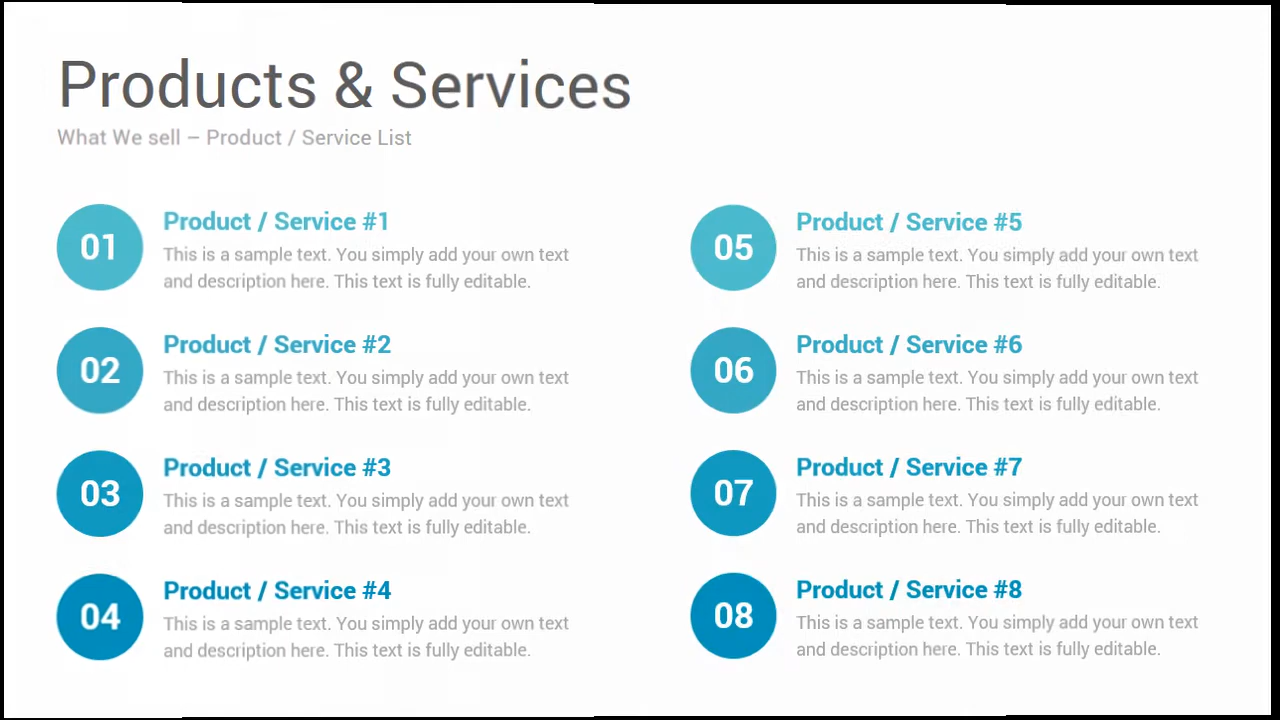 Products & Services
What We sell – Product / Service List
01
Product / Service #1
This is a sample text. You simply add your own text
and description here. This text is fully editable.
02
Product / Service #2
This is a sample text. You simply add your own text
and description here. This text is fully editable.
03
Product / Service #3
This is a sample text. You simply add your own text
and description here. This text is fully editable.
04
Product / Service #4
This is a sample text. You simply add your own text
and description here. This text is fully editable.
05
Product / Service #5
This is a sample text. You simply add your own text
and description here. This text is fully editable.
06
Product / Service #6
This is a sample text. You simply add your own text
and description here. This text is fully editable.
07
Product / Service #7
This is a sample text. You simply add your own text
and description here. This text is fully editable.
08
Product / Service #8
This is a sample text. You simply add your own text
and description here. This text is fully editable.